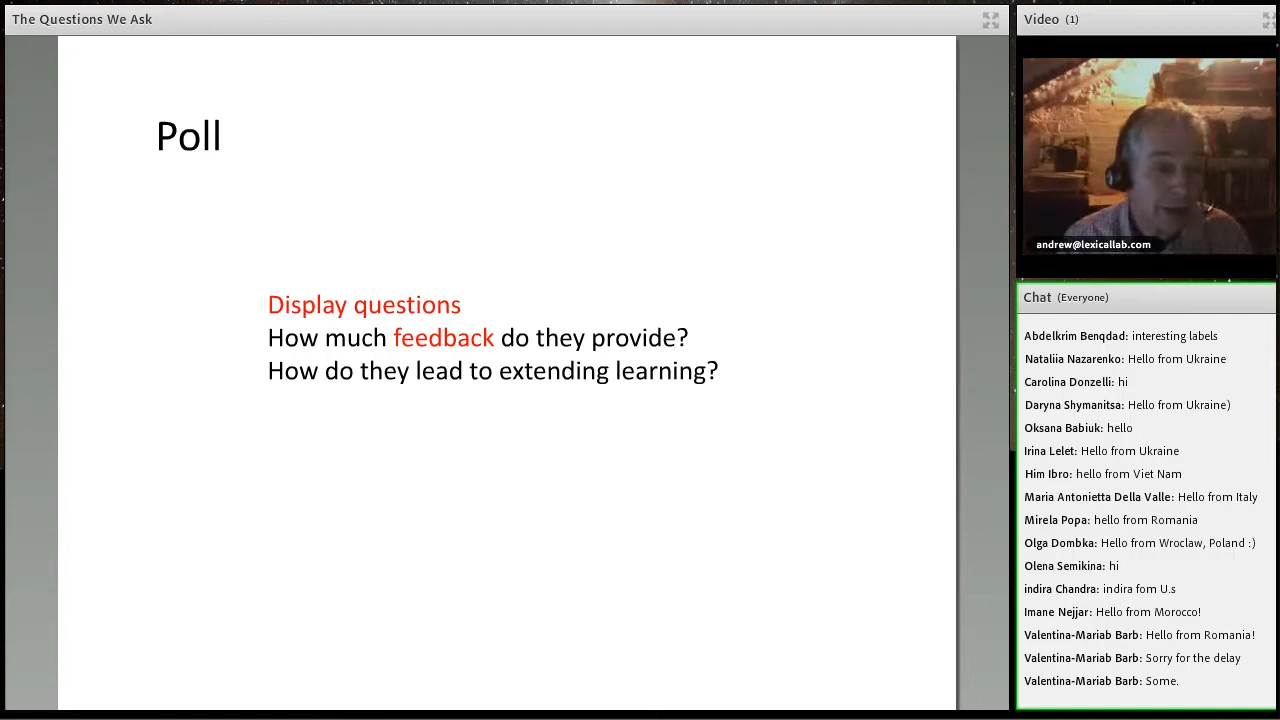 The Questions We Ask
Poll
Display questions
How much feedback do they provide?
How do they lead to extending learning?
Video (1)
andrew@lexicallab.com
Chat (Everyone)
Abdelkrim Benqdad: interesting labels
Nataliia Nazarenko: Hello from Ukraine
Carolina Donzelli: hi
Daryna Shymanitsa: Hello from Ukraine)
Oksana Babiuk: hello
Irina Lelet: Hello from Ukraine
Him Ibro: hello from Viet Nam
Maria Antonietta Della Valle: Hello from Italy
Mirela Popa: hello from Romania
Olga Dombka: Hello from Wroclaw, Poland :)
Olena Semikina: hi
indira Chandra: indira fom U.s
Imane Nejjar: Hello from Morocco!
Valentina-Mariab Barb: Hello from Romania!
Valentina-Mariab Barb: Sorry for the delay
Valentina-Mariab Barb: Some.